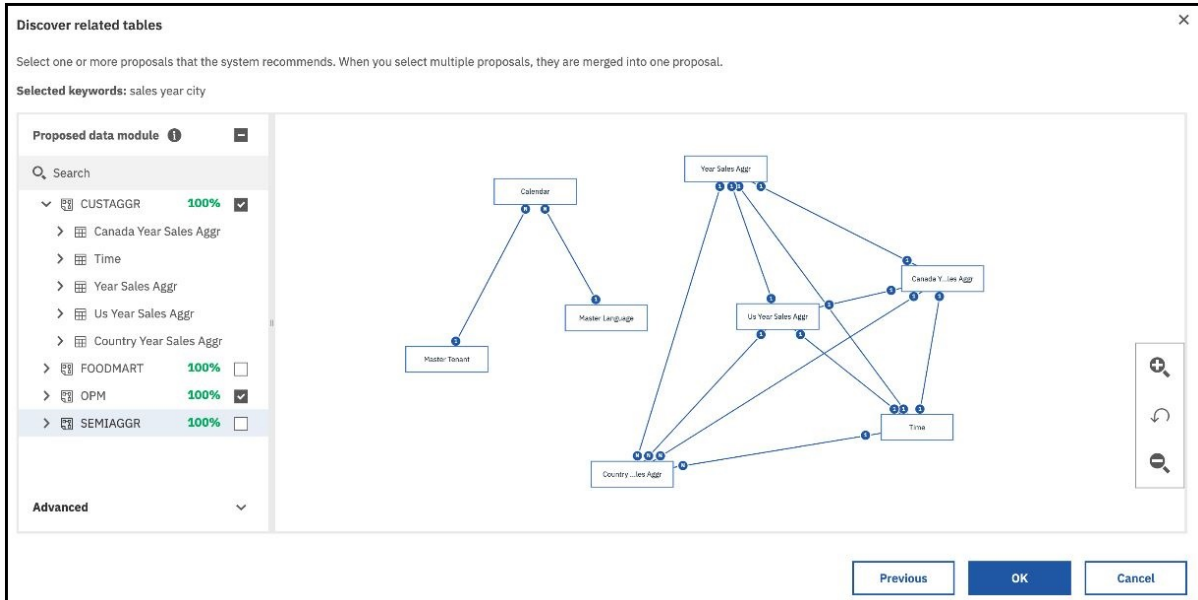 Discover related tables
Select one or more proposals that the system recommends. When you select multiple proposals, they are merged into one proposal.
Selected keywords: sales year city
Proposed data module
Search
CUSTAGGR 100%
Canada Year Sales Aggr
Time
Year Sales Aggr
Us Year Sales Aggr
Country Year Sales Aggr
FOODMART 100%
OPM 100%
SEMIAGGR 100%
Advanced
Year Sales Aggr
Calendar
Canada Y...les Aggr
Master Language
Us Year Sales Aggr
Master Tenant
Time
Country ...les Aggr
Previous
OK
Cancel